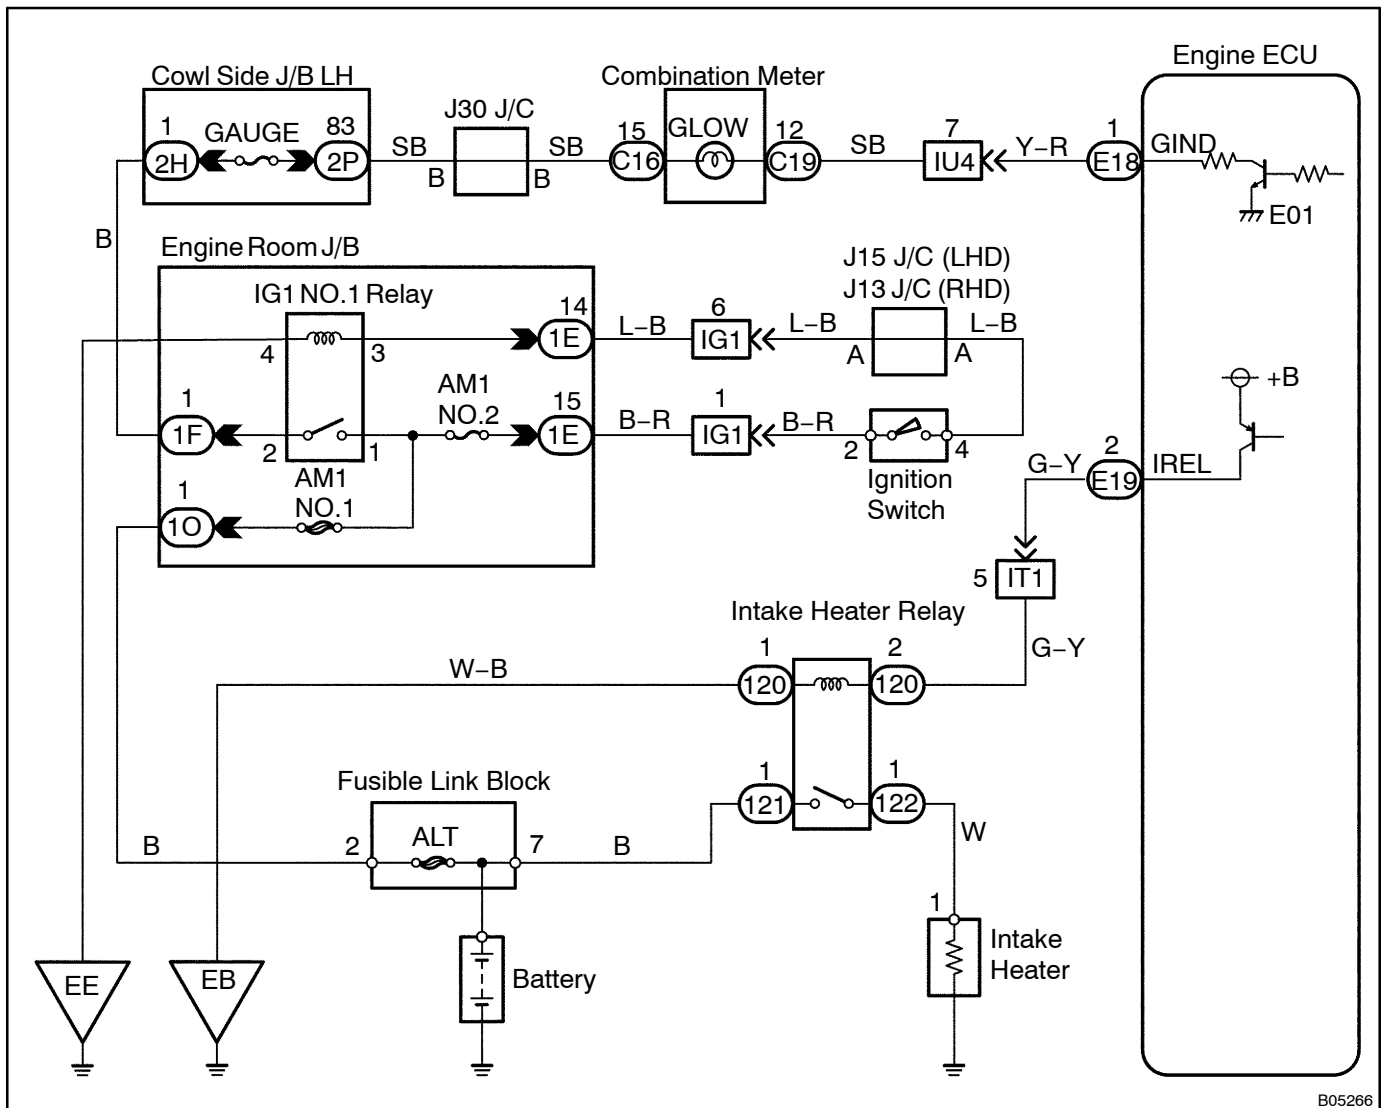 Engine ECU
Cowl Side J/B LH
Combination Meter
J30 J/C
1
GAUGE
83
2H
2P
SB
B
SB
B
15
C16
GLOW
12
C19
SB
7
IU4
Y-R
1
E18
GIND
E01
B
Engine Room J/B
J15 J/C (LHD)
J13 J/C (RHD)
IG1 NO.1 Relay
14
6
4
3
1E
L-B
IG1
L-B
L-B
A
A
AM1
NO.2
1
15
1
1F
2
1
1E
B-R
IG1
B-R
2
4
Ignition
Switch
+B
AM1
NO.1
1
1O
G-Y
2
E19
IREL
5
IT1
G-Y
Intake Heater Relay
1
2
W-B
120
120
1
1
121
122
Fusible Link Block
B
2
ALT
7
B
W
1
Intake
Heater
EE
EB
Battery
B05266